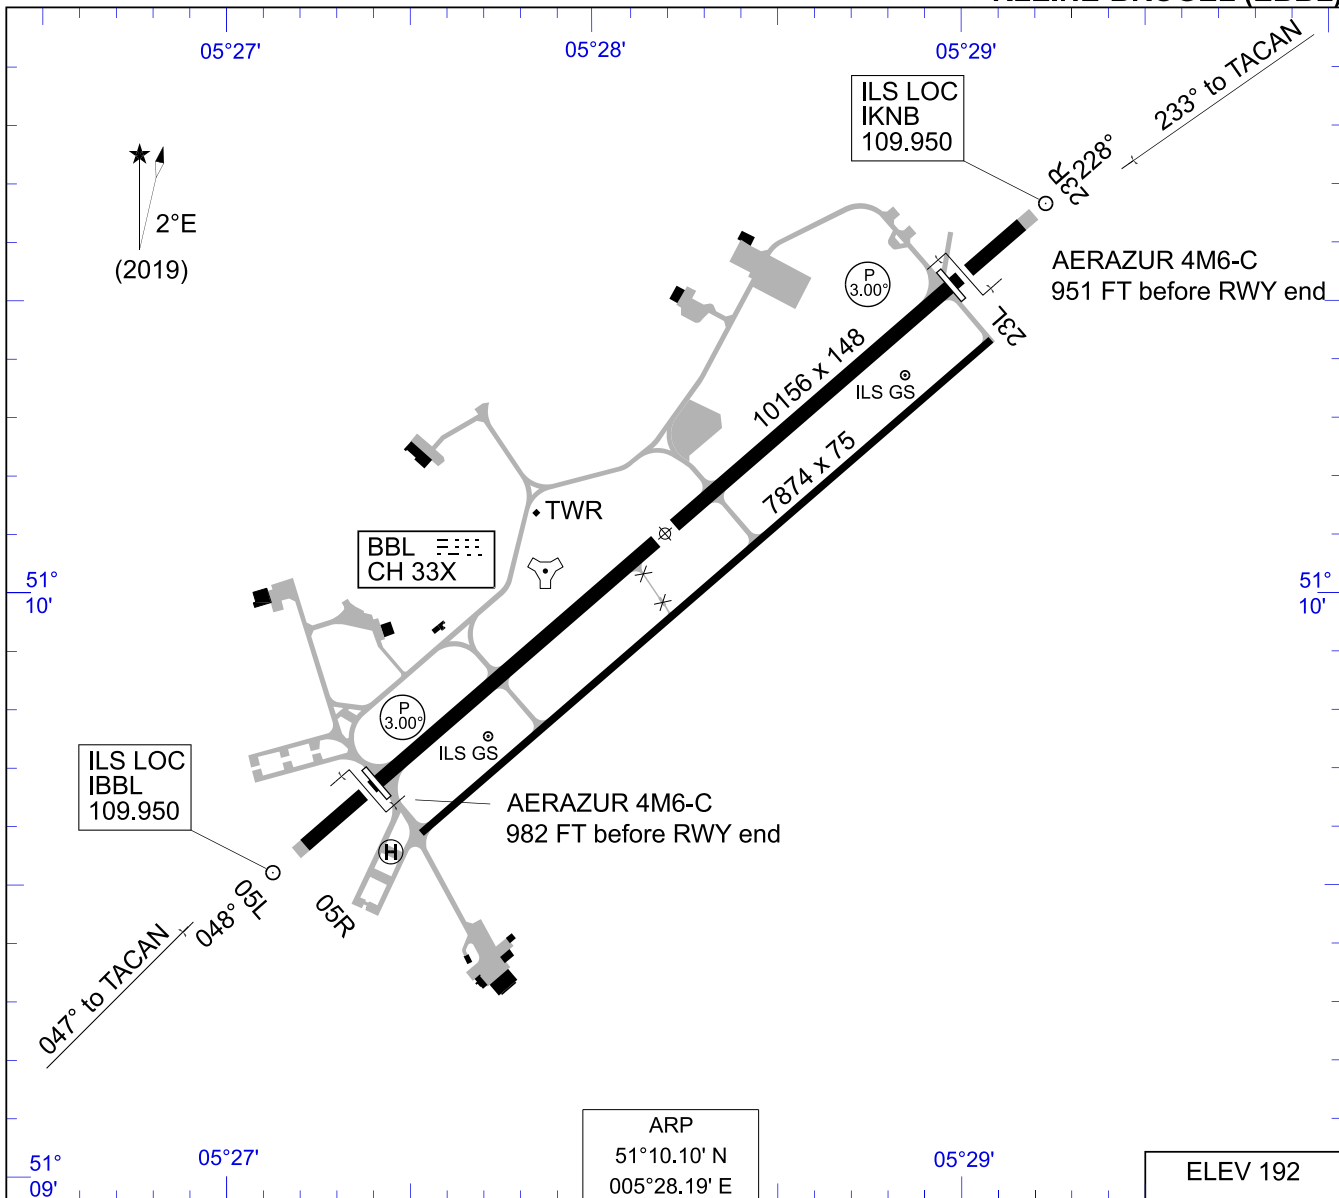 05°27'
05°28'
05°29'
233° to TACAN
ILS LOC
IKNB
109.950
23R
228°
2°E
(2019)
AERAZUR 4M6-C
951 FT before RWY end
P
3.00°
23L
10156 x 148
ILS GS
7874 x 75
TWR
BBL
CH 33X
51°
10'
51°
10'
P
3.00°
ILS GS
ILS LOC
IBBL
109.950
AERAZUR 4M6-C
982 FT before RWY end
H
05L
048°
05R
047° to TACAN
ARP
51°10.10' N
005°28.19' E
05°27'
05°29'
51°
09'
ELEV 192